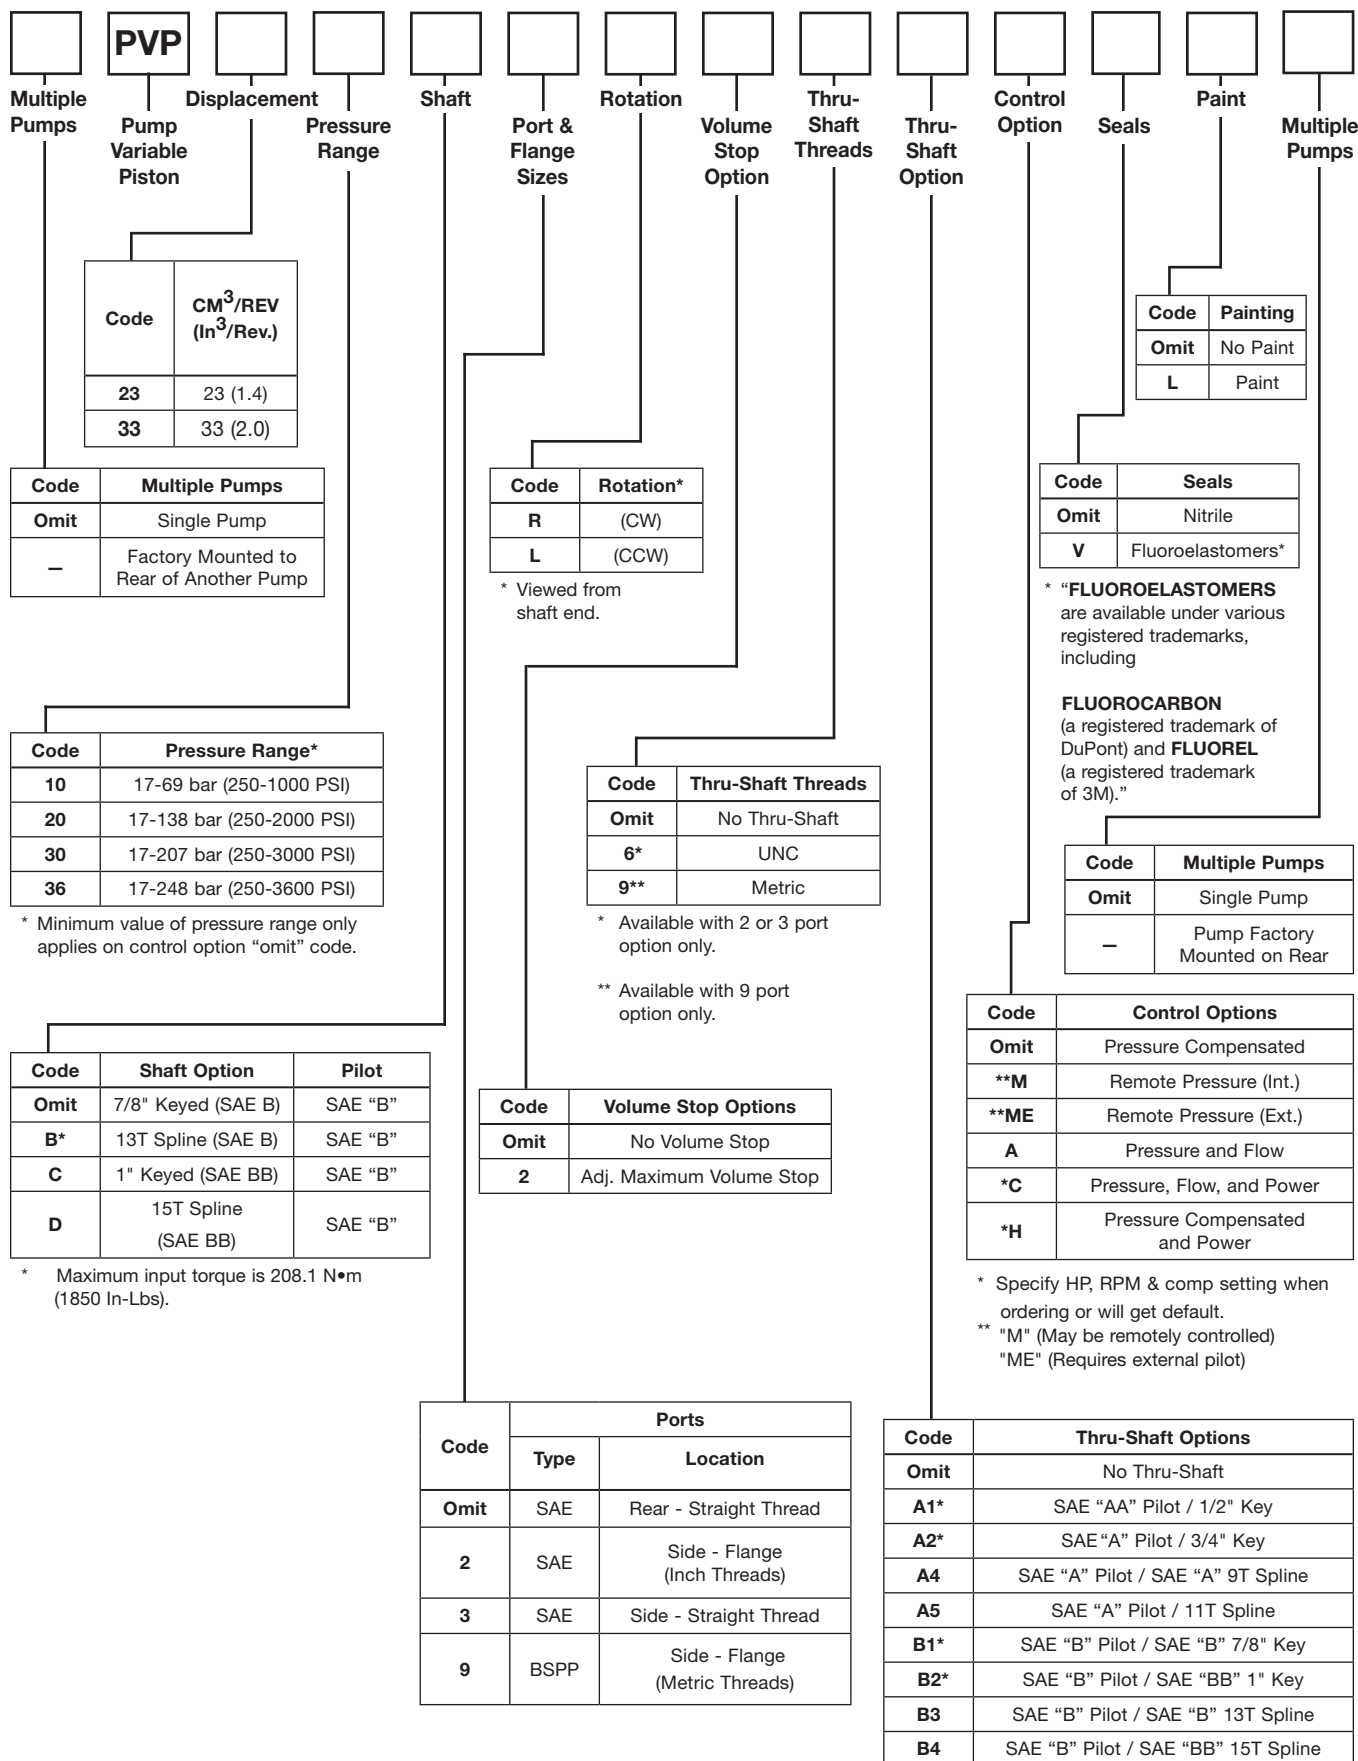 PVP
Multiple Pumps
Pump Variable Piston
Displacement
Pressure Range
Shaft
Port & Flange Sizes
Rotation
Volume Stop Option
Thru-Shaft Threads
Thru-Shaft Option
Control Option
Seals
Paint
Multiple Pumps
Code CM3/REV (In3/Rev.)
23 23 (1.4)
33 33 (2.0)
Code Painting
Omit No Paint
L Paint
Code Multiple Pumps
Omit Single Pump
– Factory Mounted to
Rear of Another Pump
Code Rotation*
R (CW)
L (CCW)
* Viewed from
shaft end.
Code Seals
Omit Nitrile
V Fluoroelastomers*
* “FLUOROELASTOMERS
are available under various
registered trademarks,
including
FLUOROCARBON
(a registered trademark of
DuPont) and FLUOREL
(a registered trademark
of 3M).”
Code Pressure Range*
10 17-69 bar (250-1000 PSI)
20 17-138 bar (250-2000 PSI)
30 17-207 bar (250-3000 PSI)
36 17-248 bar (250-3600 PSI)
* Minimum value of pressure range only
applies on control option “omit” code.
Code Thru-Shaft Threads
Omit No Thru-Shaft
6* UNC
9** Metric
* Available with 2 or 3 port
option only.
** Available with 9 port
option only.
Code Multiple Pumps
Omit Single Pump
– Pump Factory
Mounted on Rear
Code Shaft Option Pilot
Omit 7/8" Keyed (SAE B) SAE “B”
B* 13T Spline (SAE B) SAE “B”
C 1" Keyed (SAE BB) SAE “B”
D 15T Spline
(SAE BB) SAE “B”
* Maximum input torque is 208.1 N•m
(1850 In-Lbs).
Code Volume Stop Options
Omit No Volume Stop
2 Adj. Maximum Volume Stop
Code Control Options
Omit Pressure Compensated
**M Remote Pressure (Int.)
**ME Remote Pressure (Ext.)
A Pressure and Flow
*C Pressure, Flow, and Power
*H Pressure Compensated
and Power
* Specify HP, RPM & comp setting when
ordering or will get default.
** "M" (May be remotely controlled)
"ME" (Requires external pilot)
Code Ports
Type Location
Omit SAE Rear - Straight Thread
2 SAE Side - Flange
(Inch Threads)
3 SAE Side - Straight Thread
9 BSPP Side - Flange
(Metric Threads)
Code Thru-Shaft Options
Omit No Thru-Shaft
A1* SAE “AA” Pilot / 1/2" Key
A2* SAE “A” Pilot / 3/4" Key
A4 SAE “A” Pilot / SAE “A” 9T Spline
A5 SAE “A” Pilot / 11T Spline
B1* SAE “B” Pilot / SAE “B” 7/8" Key
B2* SAE “B” Pilot / SAE “BB” 1" Key
B3 SAE “B” Pilot / SAE “B” 13T Spline
B4 SAE “B” Pilot / SAE “BB” 15T Spline